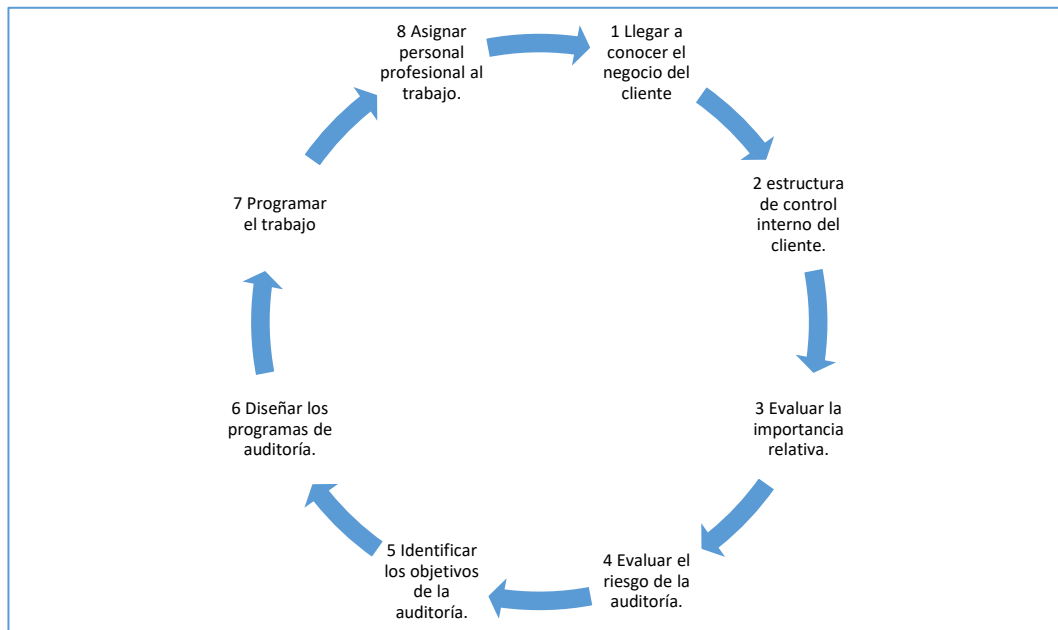 1 Llegar a
conocer el
negocio del
cliente
2 estructura
de control
interno del
cliente.
3 Evaluar la
importancia
relativa.
4 Evaluar el
riesgo de la
auditoría.
5 Identificar
los objetivos
de la
auditoría.
6 Diseñar los
programas de
auditoría.
7 Programar
el trabajo
8 Asignar
personal
profesional al
trabajo.